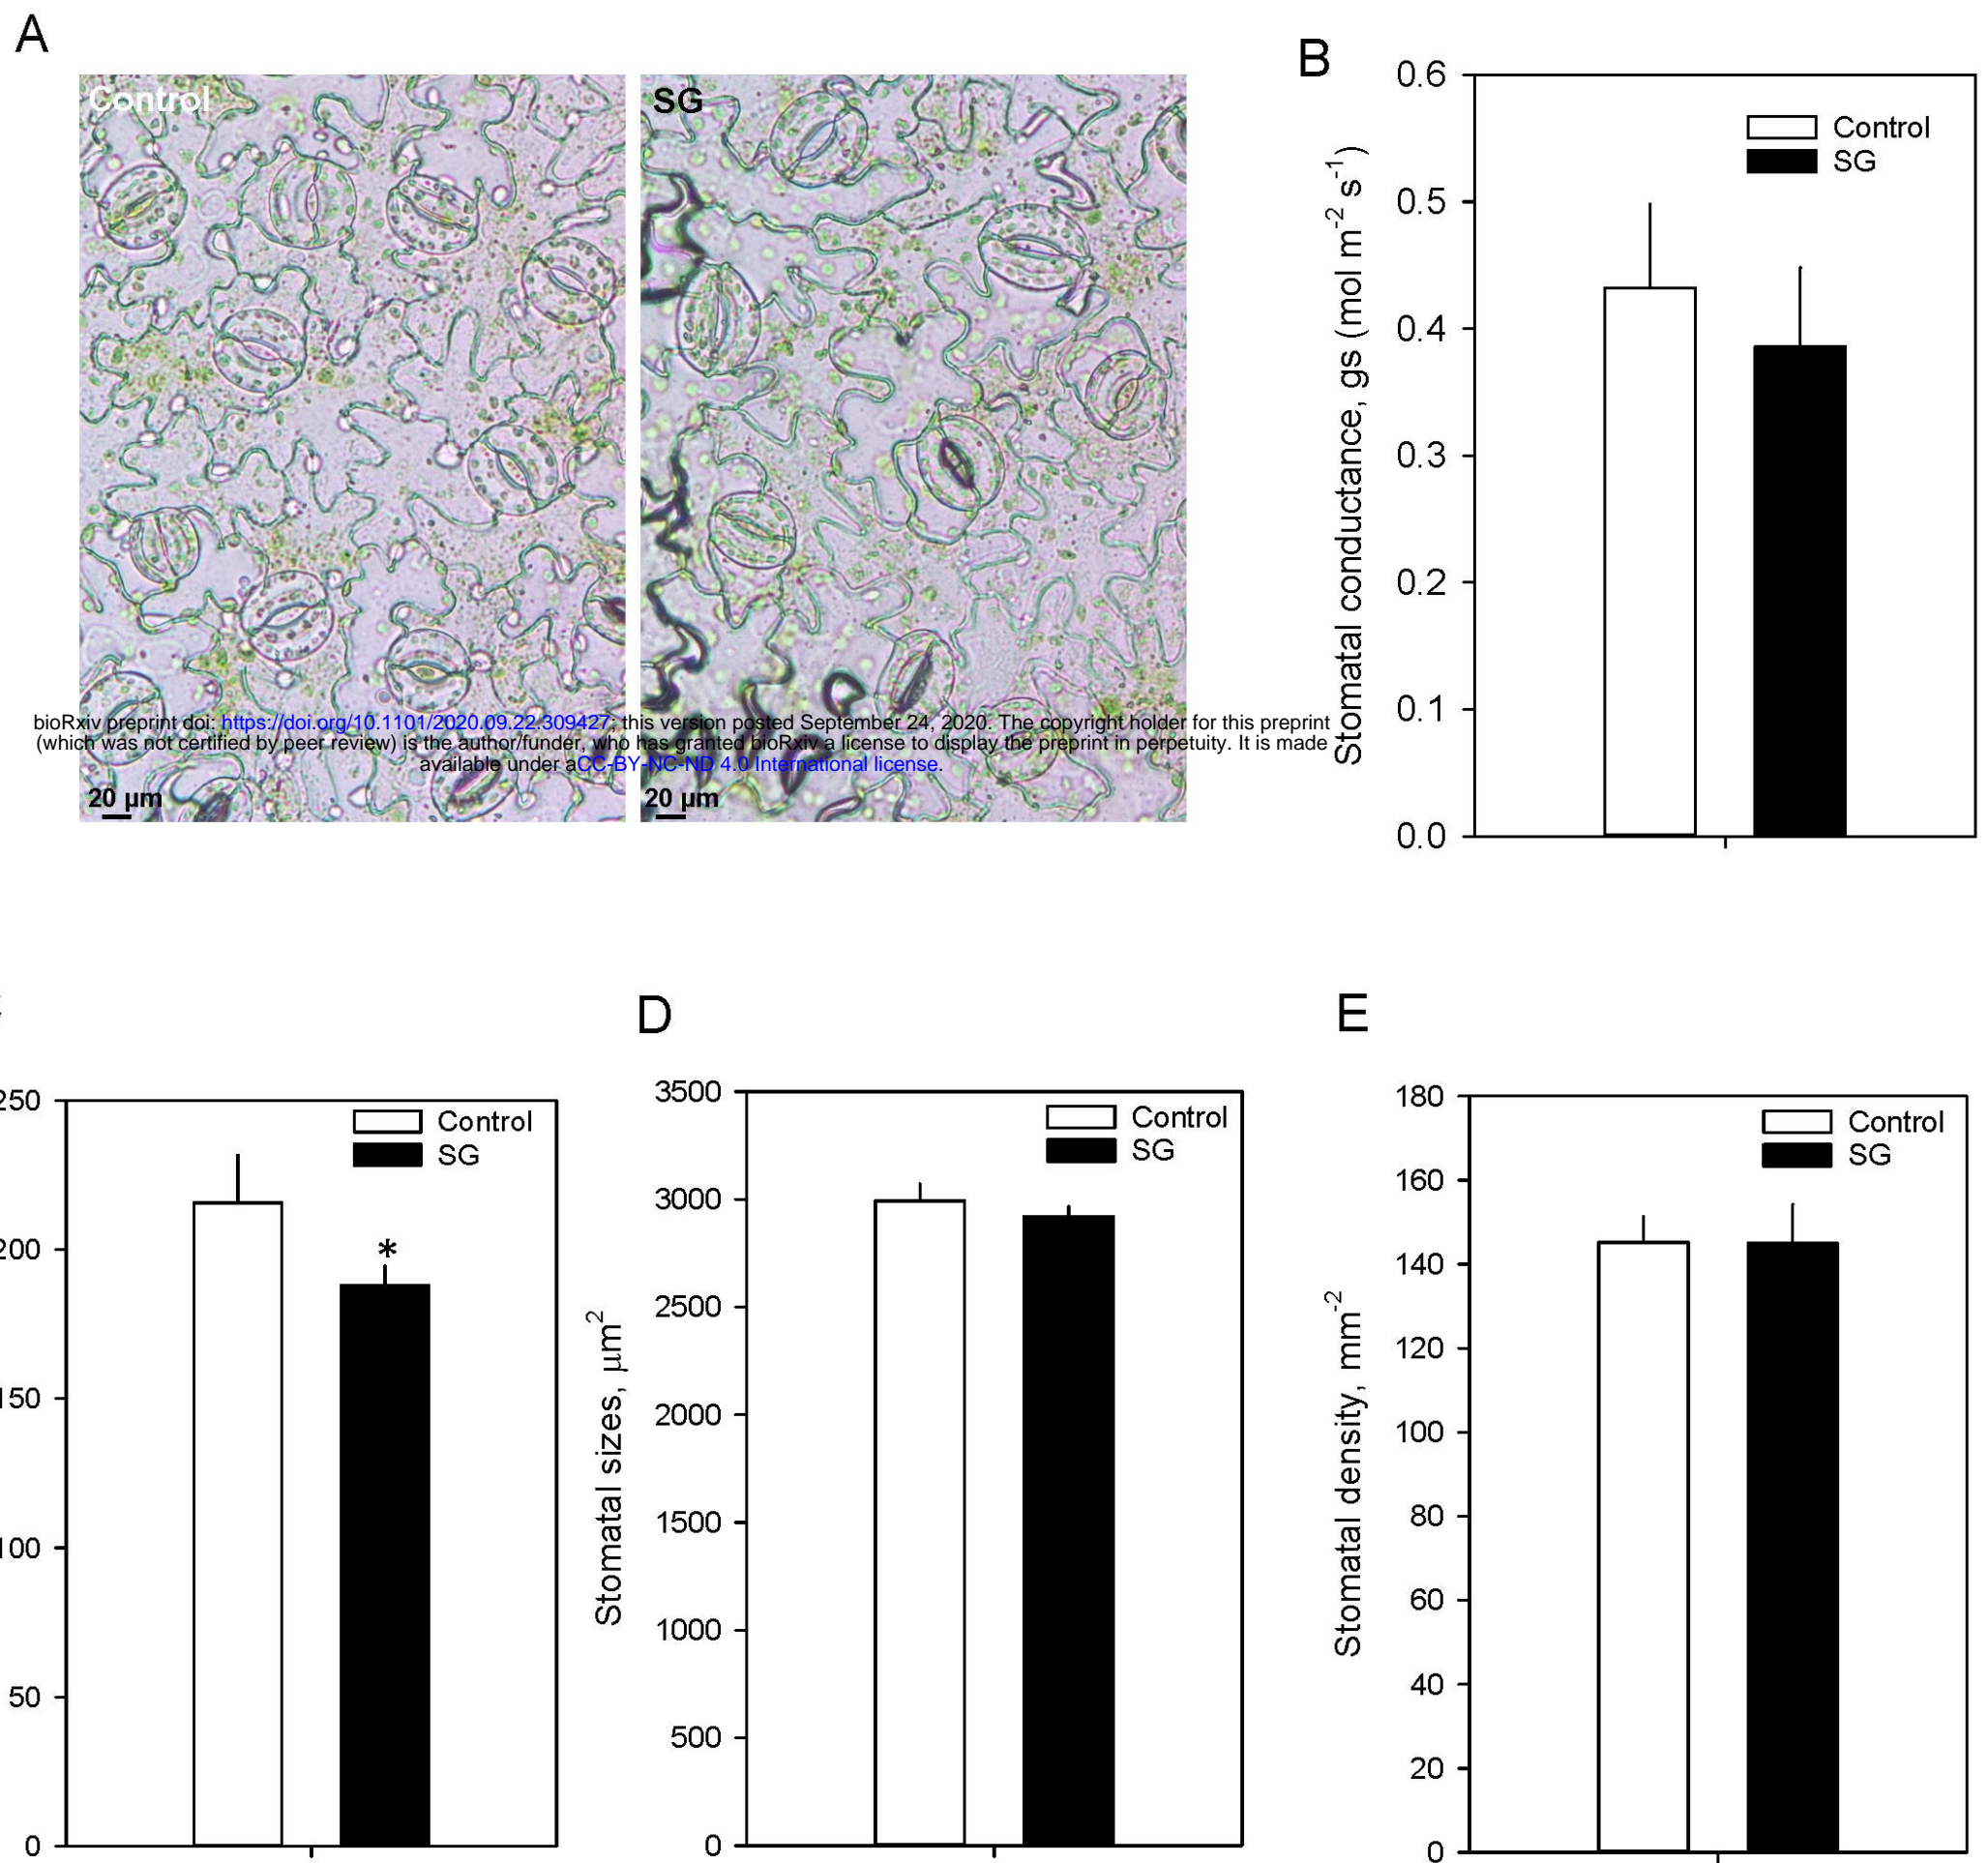 A
B
Control
SG
20 µm
20 µm
bioRxiv preprint doi: https://doi.org/10.1101/2020.09.22.309427; this version posted September 24, 2020. The copyright holder for this preprint
(which was not certified by peer review) is the author/funder, who has granted bioRxiv a license to display the preprint in perpetuity. It is made
available under aCC-BY-NC-ND 4.0 International license.
Stomatal conductance, gs (mol m⁻² s⁻¹)
0.6
0.5
0.4
0.3
0.2
0.1
0.0
Control
SG
250
200
150
100
50
0
Control
SG
*
D
Stomatal sizes, µm²
3500
3000
2500
2000
1500
1000
500
0
Control
SG
E
Stomatal density, mm⁻²
180
160
140
120
100
80
60
40
20
0
Control
SG